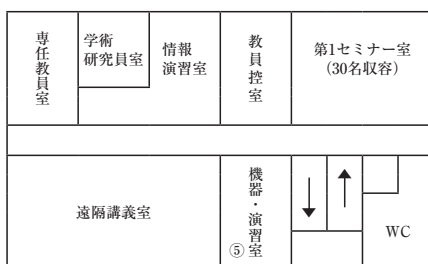 専任教員室
学術
研究員室
情報
演習室
教員控室
第1セミナー室
(30名収容)
遠隔講義室
機器・演習室
⑤
WC